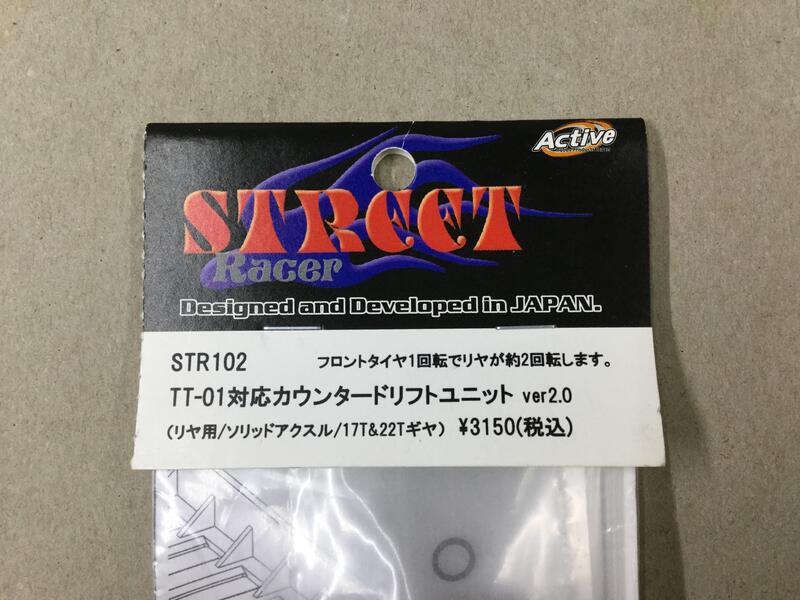 Active
STREET
Racer
Designed and Developed in JAPAN.
STR102 フロントタイヤ1回転でリヤが約2回転します。
TT-01対応カウンタードリフトユニット ver2.0
(リヤ用/ソリッドアクスル/17T&22Tギヤ) ¥3150(税込)